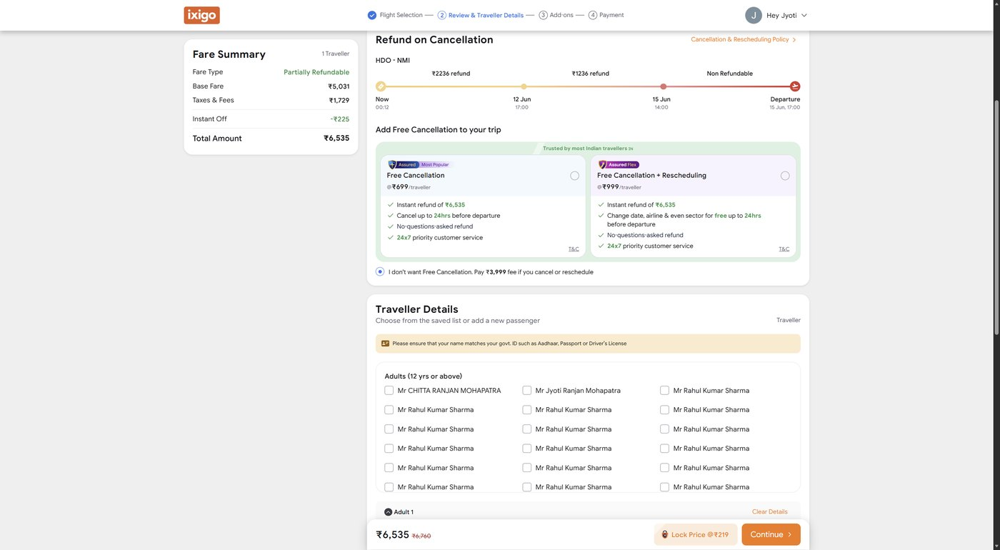 ixigo
Flight Selection
2 Review & Traveller Details
3 Add-ons
4 Payment
J Hey Jyoti
Fare Summary
1 Traveller
Fare Type Partially Refundable
Base Fare ₹5,031
Taxes & Fees ₹1,729
Instant Off -₹225
Total Amount ₹6,535
Refund on Cancellation
Cancellation & Rescheduling Policy
HDO - NMI
₹2236 refund ₹1236 refund Non Refundable
Now 12 Jun 15 Jun Departure
00:12 17:00 14:00 15 Jun, 17:00
Add Free Cancellation to your trip
Trusted by most Indian travellers IN
Assured Most Popular
Free Cancellation
@₹699/traveller
Instant refund of ₹6,535
Cancel up to 24hrs before departure
No-questions-asked refund
24x7 priority customer service
T&C
Assured Flex
Free Cancellation + Rescheduling
@₹999/traveller
Instant refund of ₹6,535
Change date, airline & even sector for free up to 24hrs
before departure
No-questions-asked refund
24x7 priority customer service
T&C
I don't want Free Cancellation. Pay ₹3,999 fee if you cancel or reschedule
Traveller Details
Choose from the saved list or add a new passenger
Traveller
Please ensure that your name matches your govt. ID such as Aadhaar, Passport or Driver's License
Adults (12 yrs or above)
Mr CHITTA RANJAN MOHAPATRA Mr Jyoti Ranjan Mohapatra Mr Rahul Kumar Sharma
Mr Rahul Kumar Sharma Mr Rahul Kumar Sharma Mr Rahul Kumar Sharma
Mr Rahul Kumar Sharma Mr Rahul Kumar Sharma Mr Rahul Kumar Sharma
Mr Rahul Kumar Sharma Mr Rahul Kumar Sharma Mr Rahul Kumar Sharma
Mr Rahul Kumar Sharma Mr Rahul Kumar Sharma Mr Rahul Kumar Sharma
Mr Rahul Kumar Sharma Mr Rahul Kumar Sharma Mr Rahul Kumar Sharma
Adult 1 Clear Details
₹6,535 ₹6,760
Lock Price @₹219
Continue